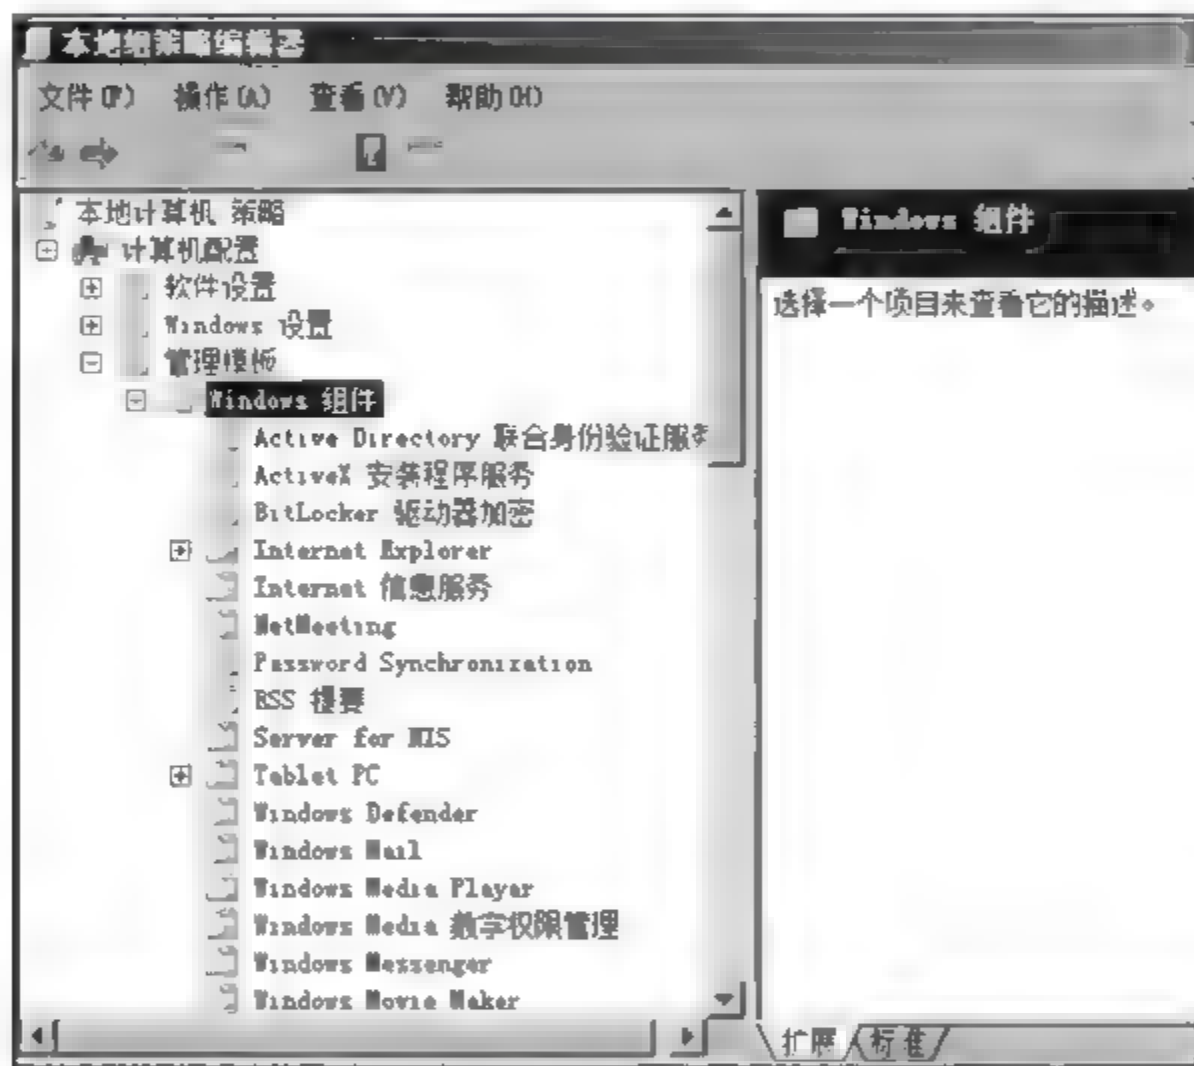 本地组策略编辑器
文件(F) 操作(A) 查看(V) 帮助(H)
本地计算机 策略
计算机配置
软件设置
Windows 设置
管理模板
Windows 组件
Active Directory 联合身份验证服务
ActiveX 安装程序服务
BitLocker 驱动器加密
Internet Explorer
Internet 信息服务
NetMeeting
Password Synchronization
RSS 提要
Server for NIS
Tablet PC
Windows Defender
Windows Mail
Windows Media Player
Windows Media 数字权限管理
Windows Messenger
Windows Movie Maker
Windows 组件
选择一个项目来查看它的描述。
扩展 标准